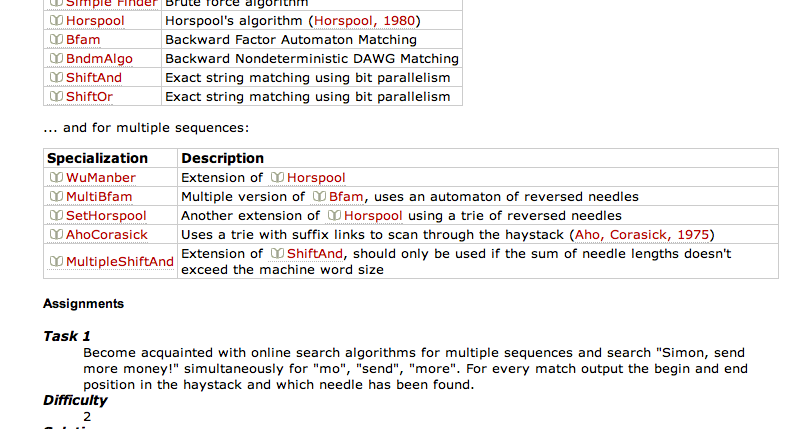 Simple Finder Brute force algorithm
Horspool Horspool's algorithm (Horspool, 1980)
Bfam Backward Factor Automaton Matching
BndmAlgo Backward Nondeterministic DAWG Matching
ShiftAnd Exact string matching using bit parallelism
ShiftOr Exact string matching using bit parallelism
... and for multiple sequences:
Specialization Description
WuManber Extension of Horspool
MultiBfam Multiple version of Bfam, uses an automaton of reversed needles
SetHorspool Another extension of Horspool using a trie of reversed needles
AhoCorasick Uses a trie with suffix links to scan through the haystack (Aho, Corasick, 1975)
MultipleShiftAnd Extension of ShiftAnd, should only be used if the sum of needle lengths doesn't
exceed the machine word size
Assignments
Task 1
Become acquainted with online search algorithms for multiple sequences and search "Simon, send
more money!" simultaneously for "mo", "send", "more". For every match output the begin and end
position in the haystack and which needle has been found.
Difficulty
2